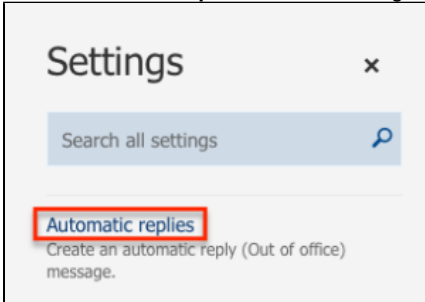 Settings
×
Search all settings
Automatic replies
Create an automatic reply (Out of office)
message.